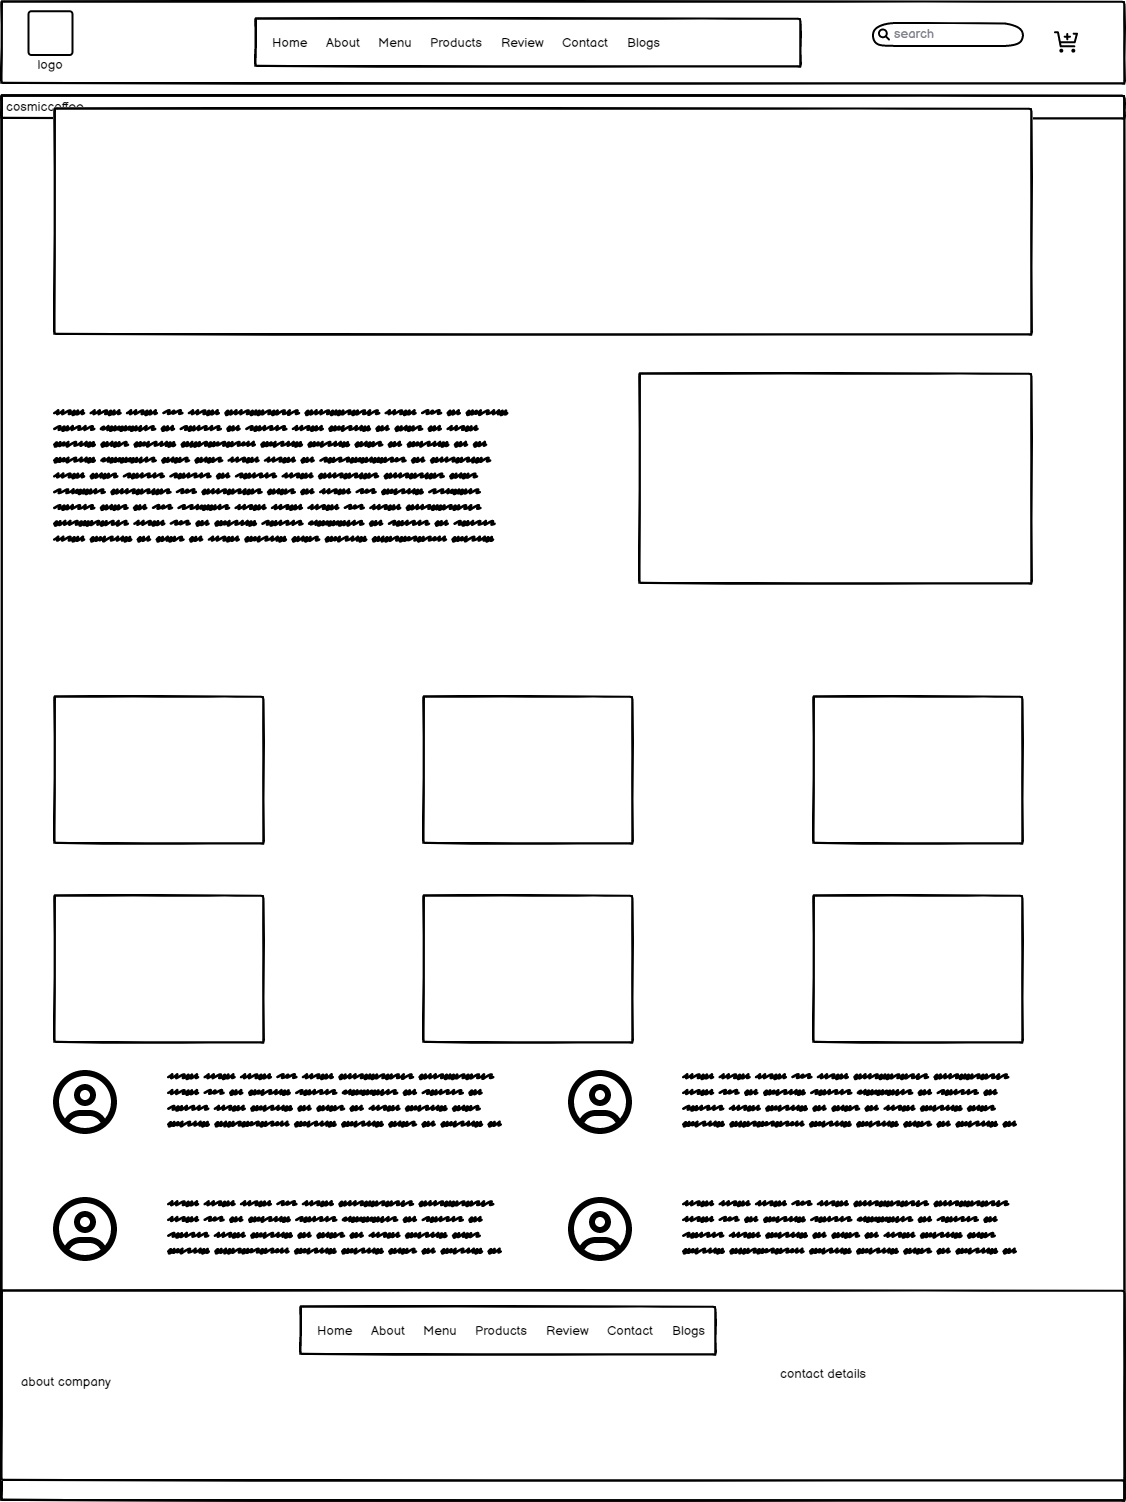 Home About Menu Products Review Contact Blogs
search
logo
cosmiccoffee
Home About Menu Products Review Contact Blogs
contact details
about company